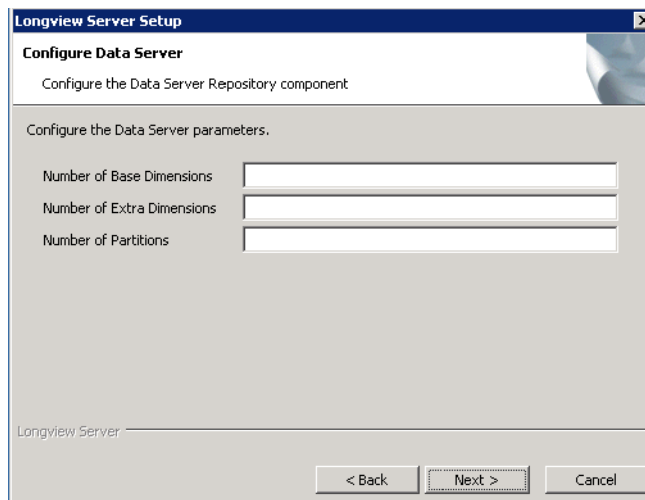 Longview Server Setup
Configure Data Server
Configure the Data Server Repository component
Configure the Data Server parameters.
Number of Base Dimensions
Number of Extra Dimensions
Number of Partitions
Longview Server
< Back Next > Cancel